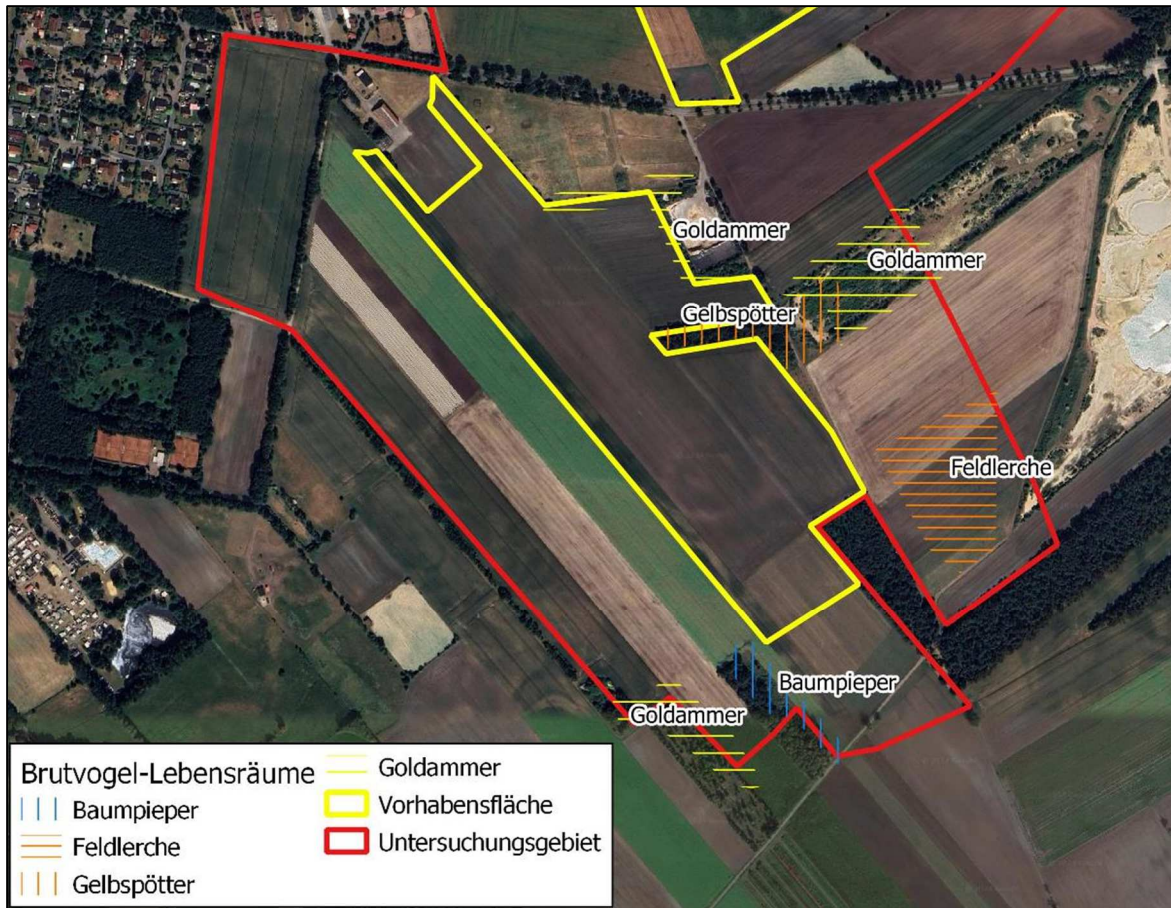 Goldammer
Goldammer
Gelbspötter
Feldlerche
Baumpieper
Goldammer
Brutvogel-Lebensräume
Baumpieper
Feldlerche
Gelbspötter
Goldammer
Vorhabensfläche
Untersuchungsgebiet